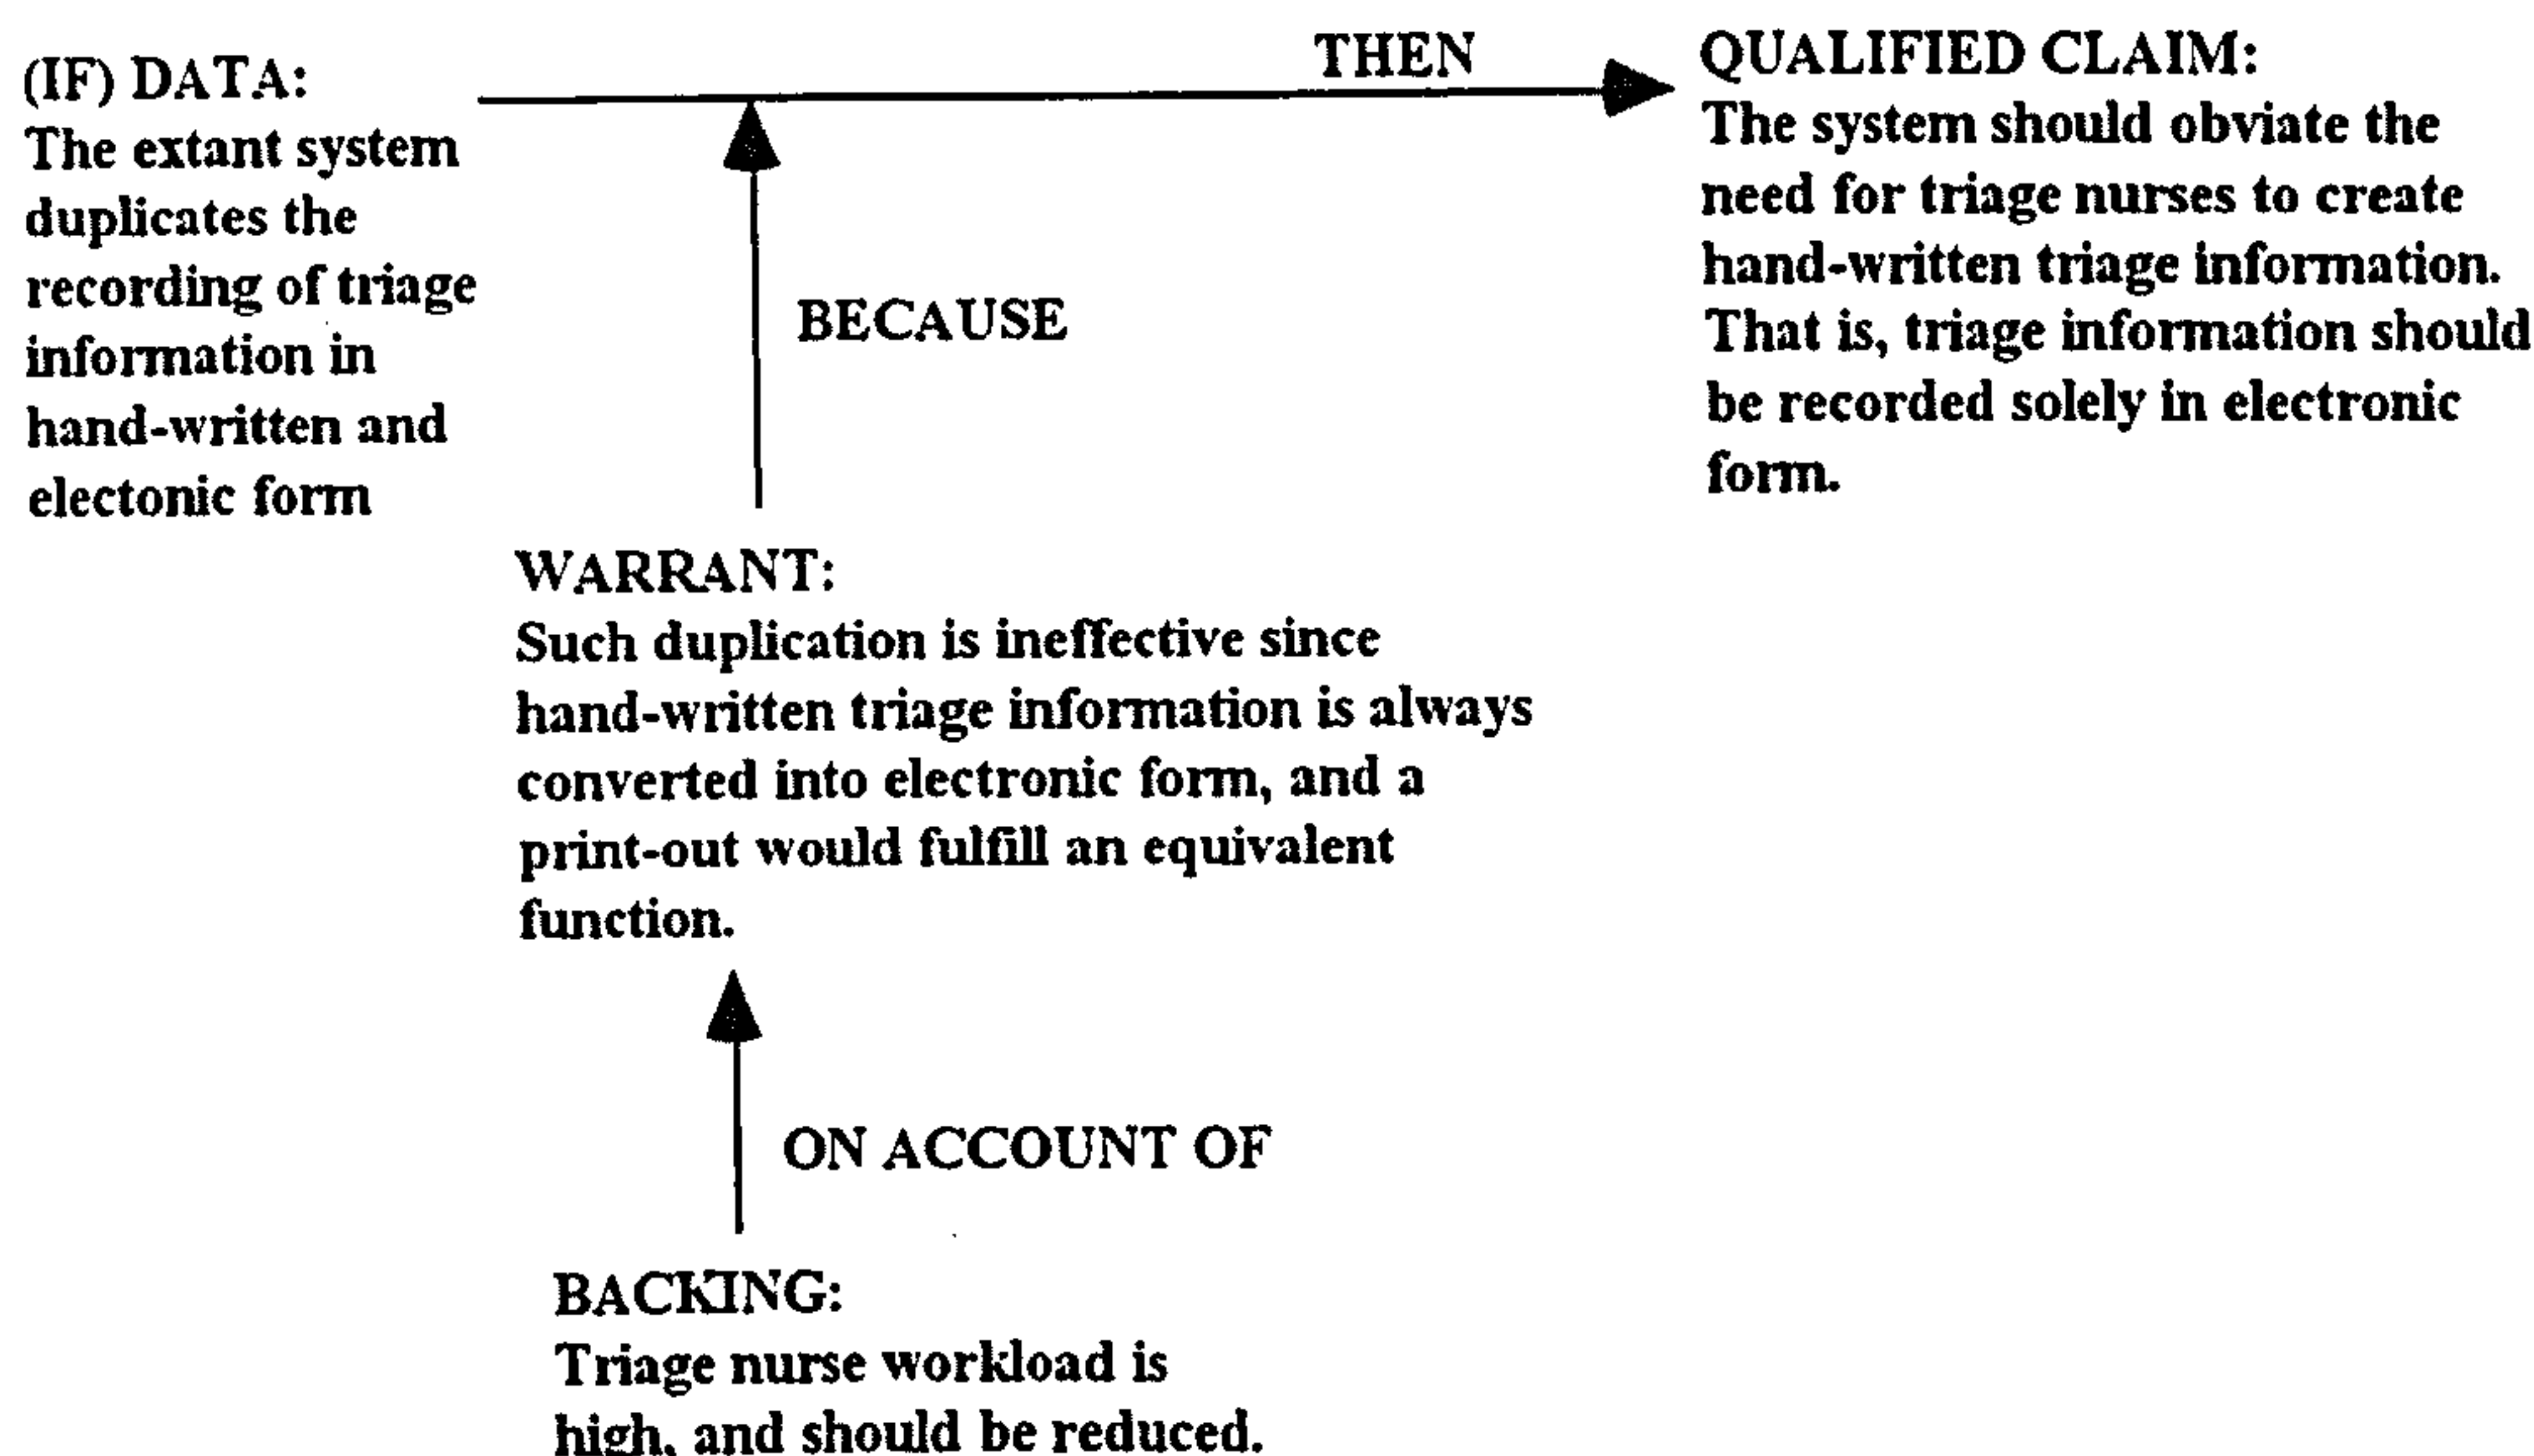 (IF) DATA:
The extant system
duplicates the
recording of triage
information in
hand-written and
electonic form
THEN
QUALIFIED CLAIM:
The system should obviate the
need for triage nurses to create
hand-written triage information.
That is, triage information should
be recorded solely in electronic
form.
BECAUSE
WARRANT:
Such duplication is ineffective since
hand-written triage information is always
converted into electronic form, and a
print-out would fulfill an equivalent
function.
ON ACCOUNT OF
BACKING:
Triage nurse workload is
high, and should be reduced.